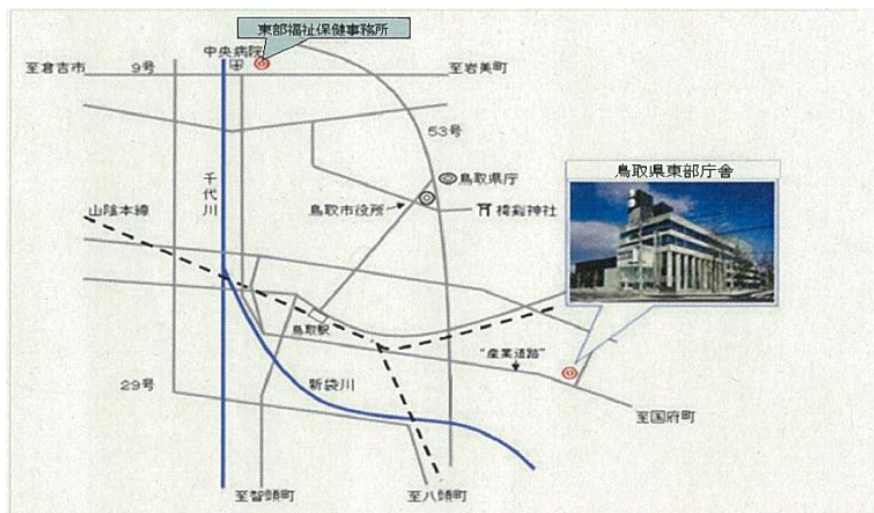 東部福祉保健事務所
中央病院
至倉吉市
9号
至岩美町
53号
千代川
鳥取県庁
鳥取県東部庁舎
山陰本線
鳥取市役所
樗谿神社
鳥取駅
"産業道路"
29号
新袋川
至国府町
至智頭町
至八頭町